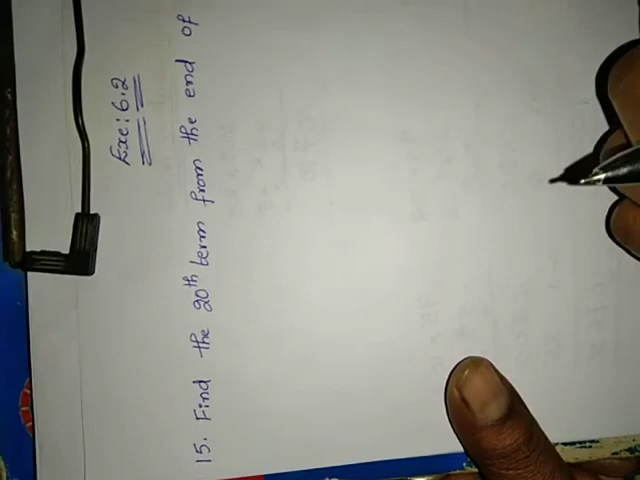 Exe: 6.2
15. Find the 20th term from the end of